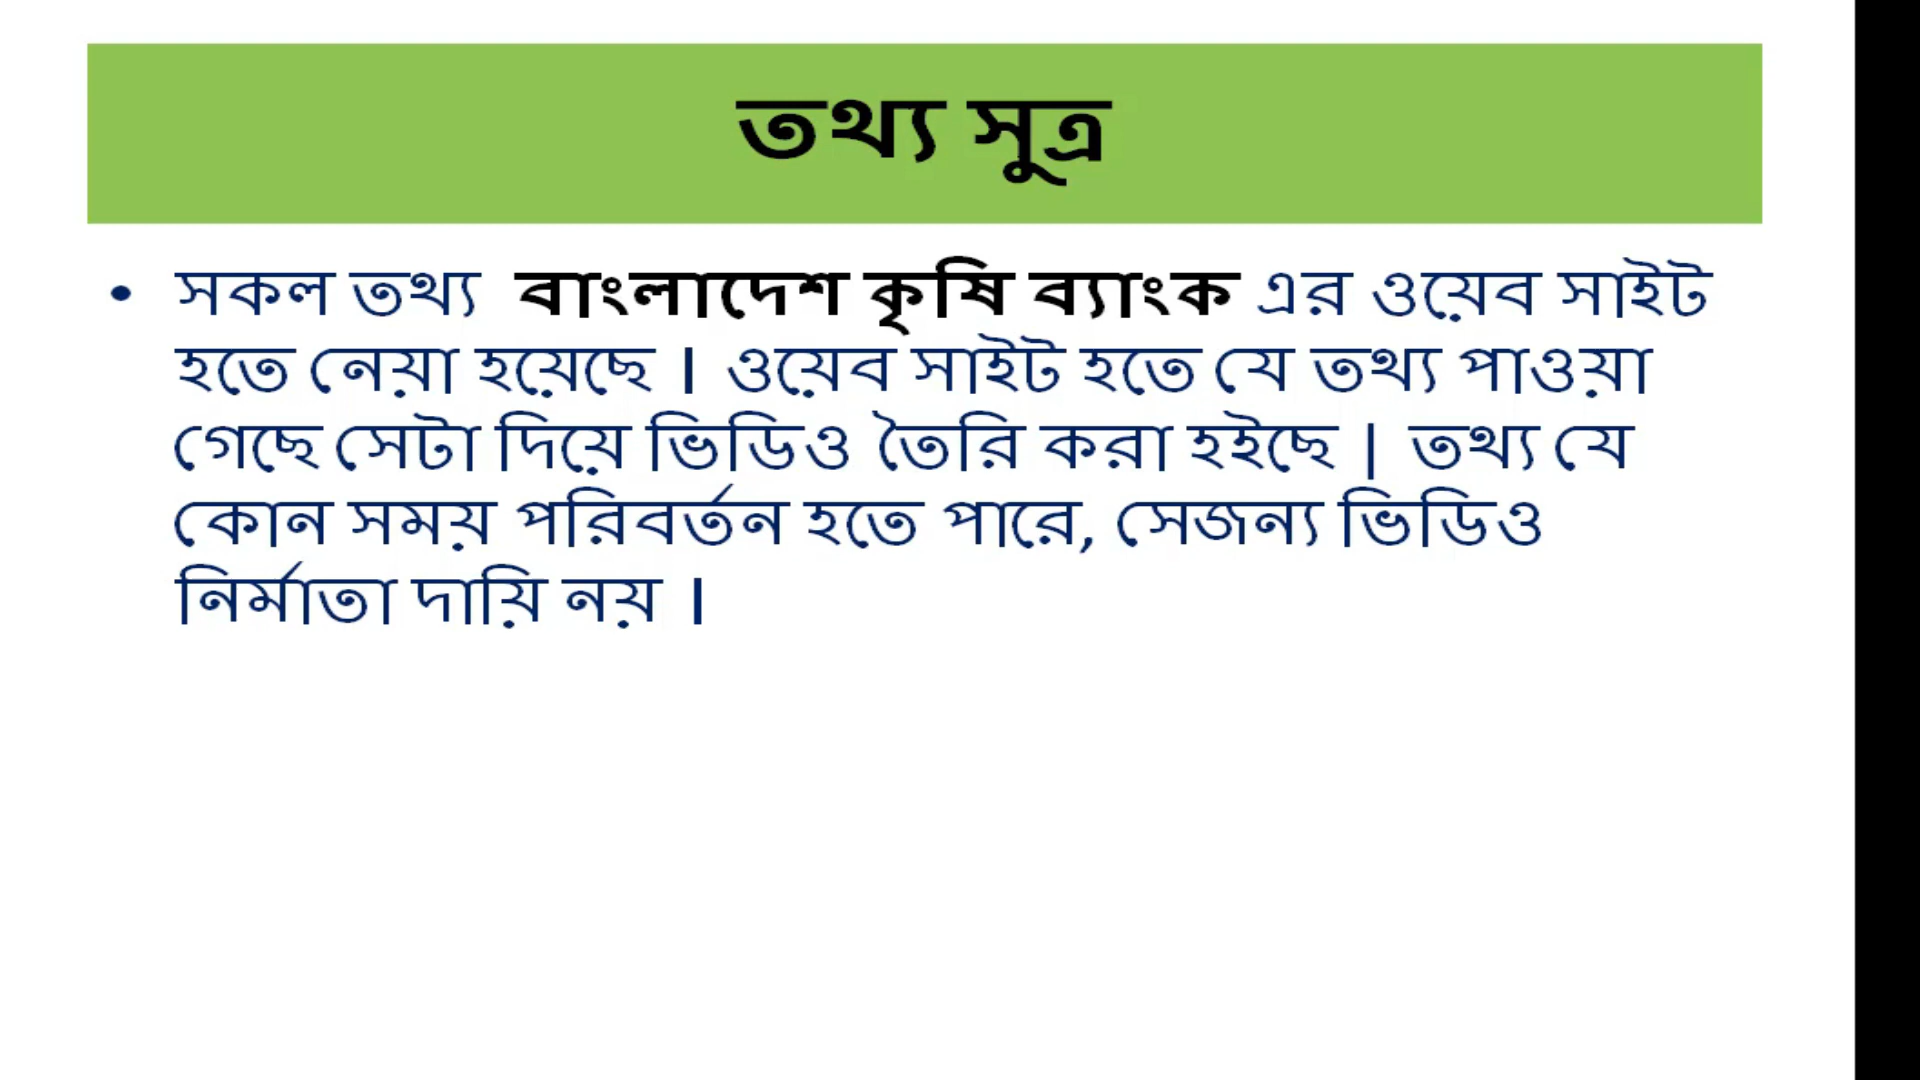 তথ্য সুত্র
• সকল তথ্য বাংলাদেশ কৃষি ব্যাংক এর ওয়েব সাইট
হতে নেয়া হয়েছে । ওয়েব সাইট হতে যে তথ্য পাওয়া
গেছে সেটা দিয়ে ভিডিও তৈরি করা হইছে | তথ্য যে
কোন সময় পরিবর্তন হতে পারে, সেজন্য ভিডিও
নির্মাতা দায়ি নয় ।